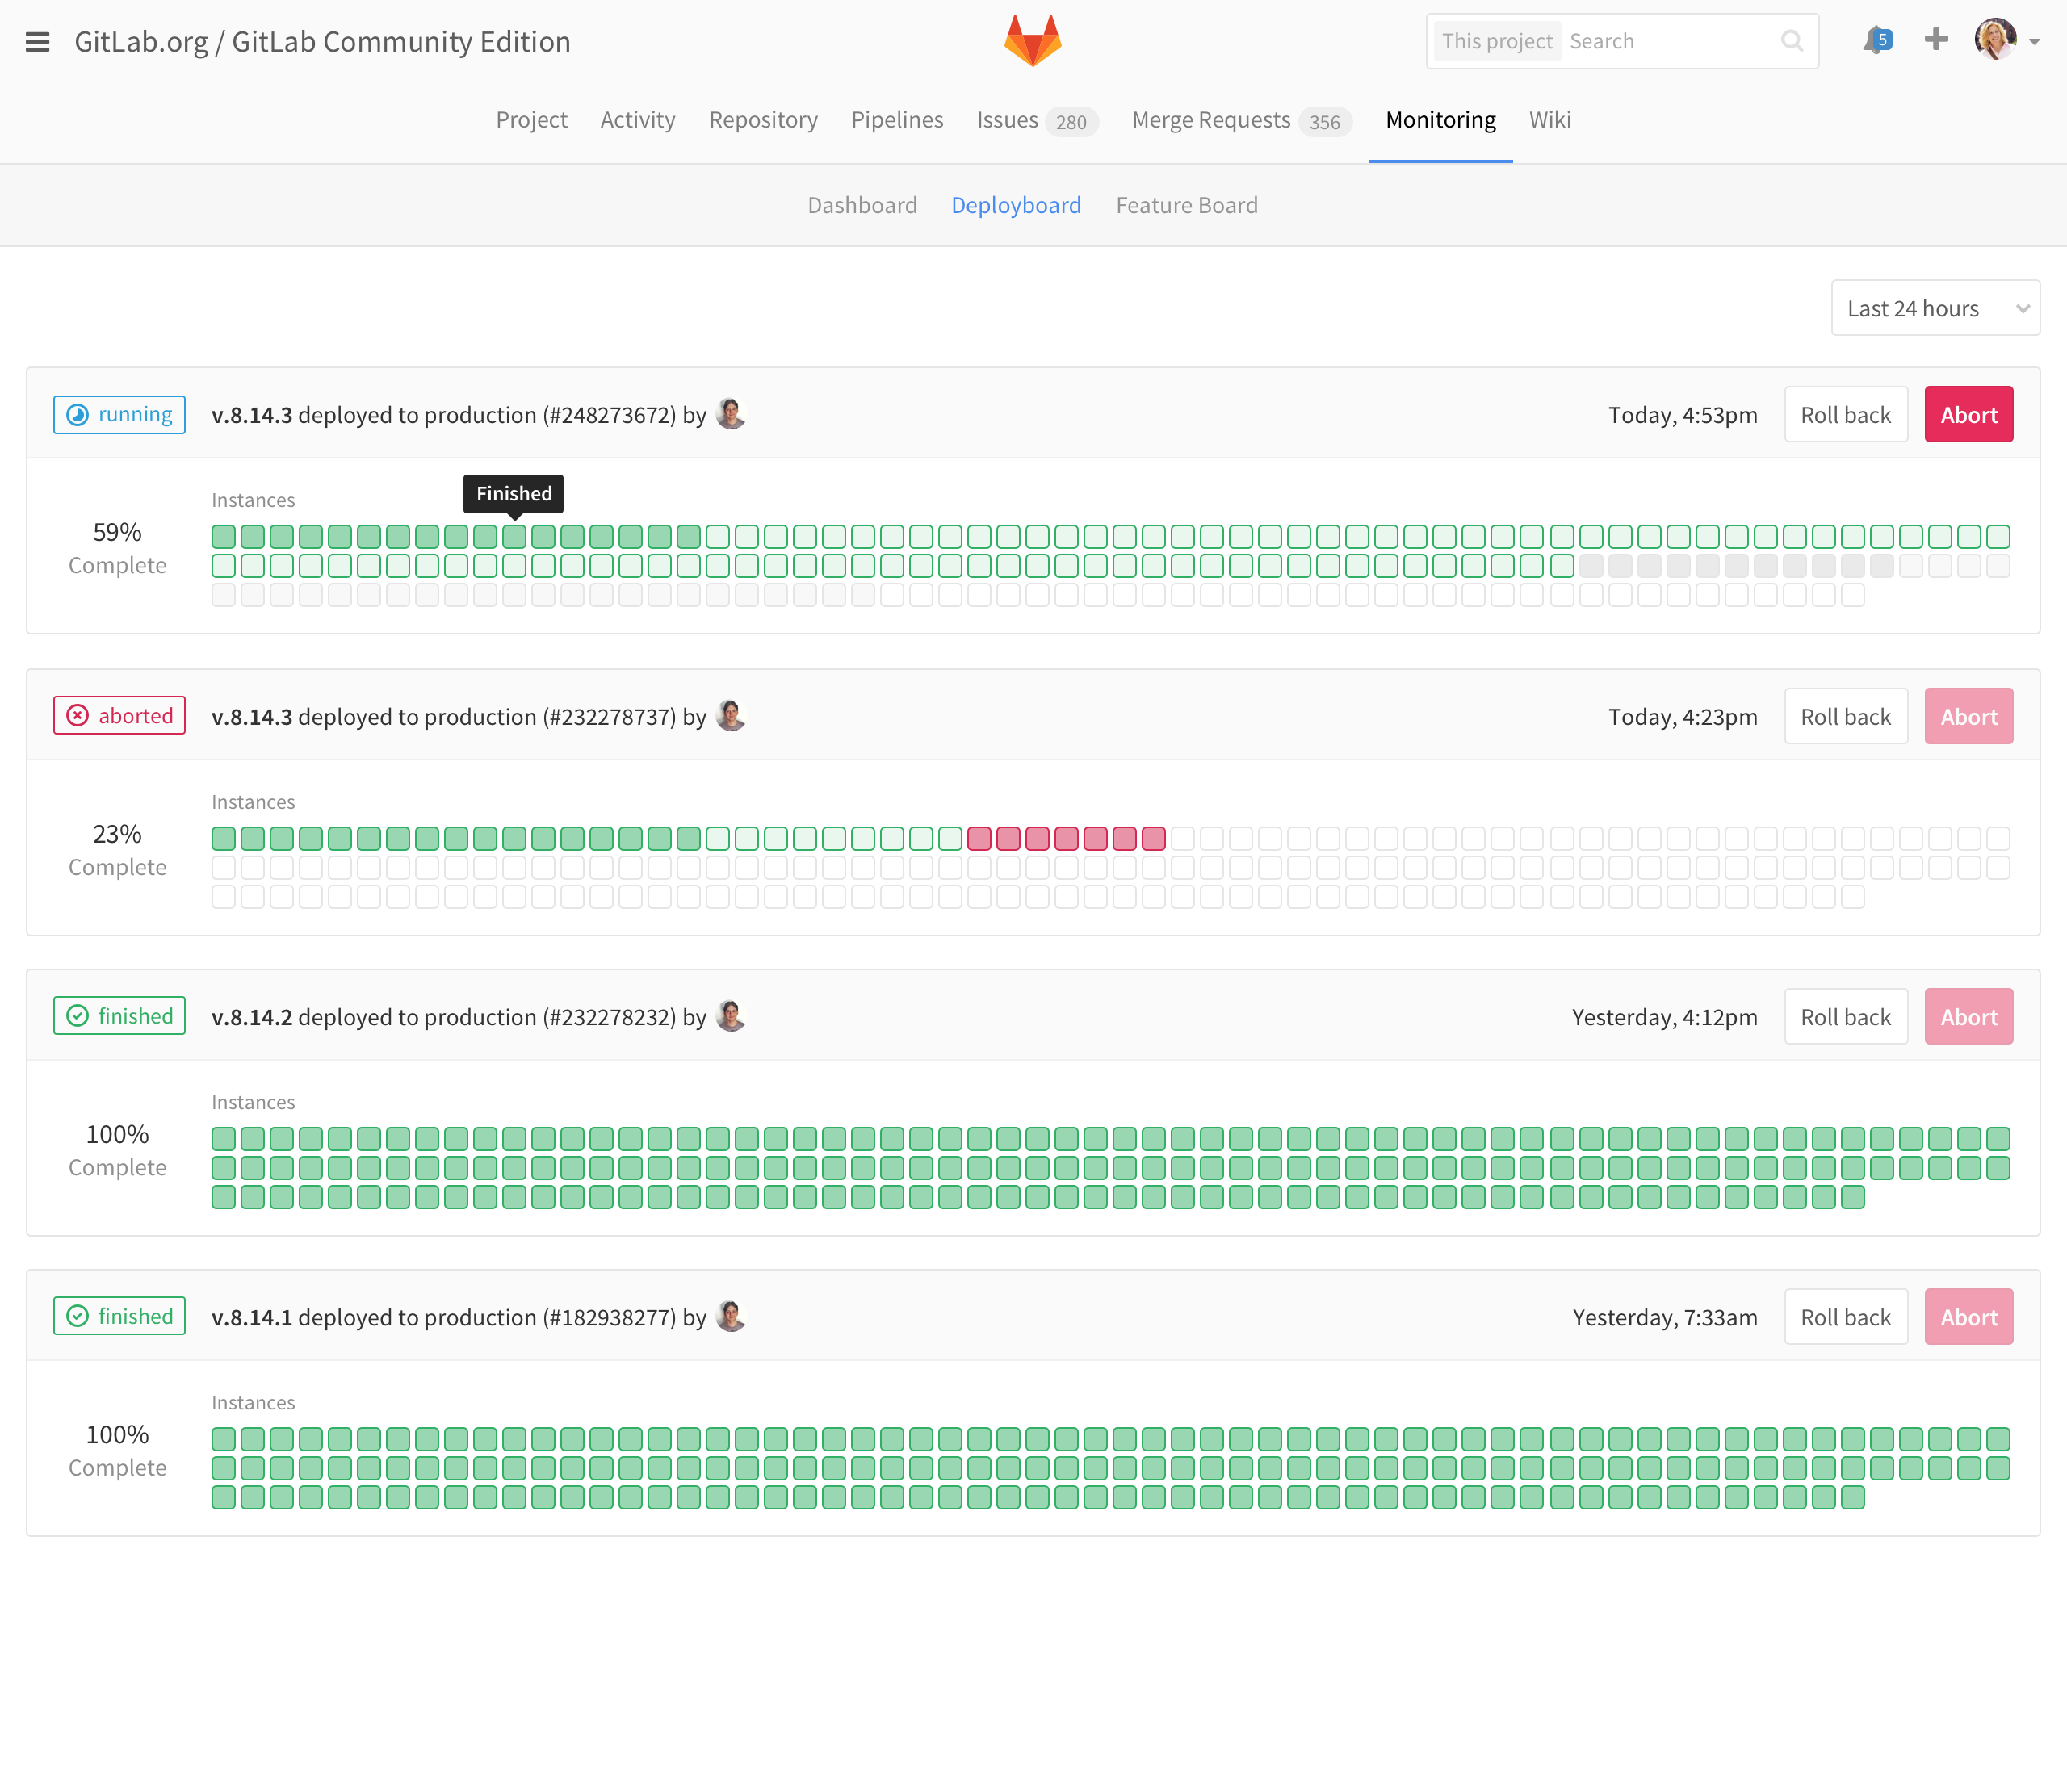 GitLab.org / GitLab Community Edition
This project Search
5
Project Activity Repository Pipelines Issues 280 Merge Requests 356 Monitoring Wiki
Dashboard Deployboard Feature Board
Last 24 hours
running v.8.14.3 deployed to production (#248273672) by Today, 4:53pm Roll back Abort
Finished
Instances
59%
Complete
aborted v.8.14.3 deployed to production (#232278737) by Today, 4:23pm Roll back Abort
Instances
23%
Complete
finished v.8.14.2 deployed to production (#232278232) by Yesterday, 4:12pm Roll back Abort
Instances
100%
Complete
finished v.8.14.1 deployed to production (#182938277) by Yesterday, 7:33am Roll back Abort
Instances
100%
Complete